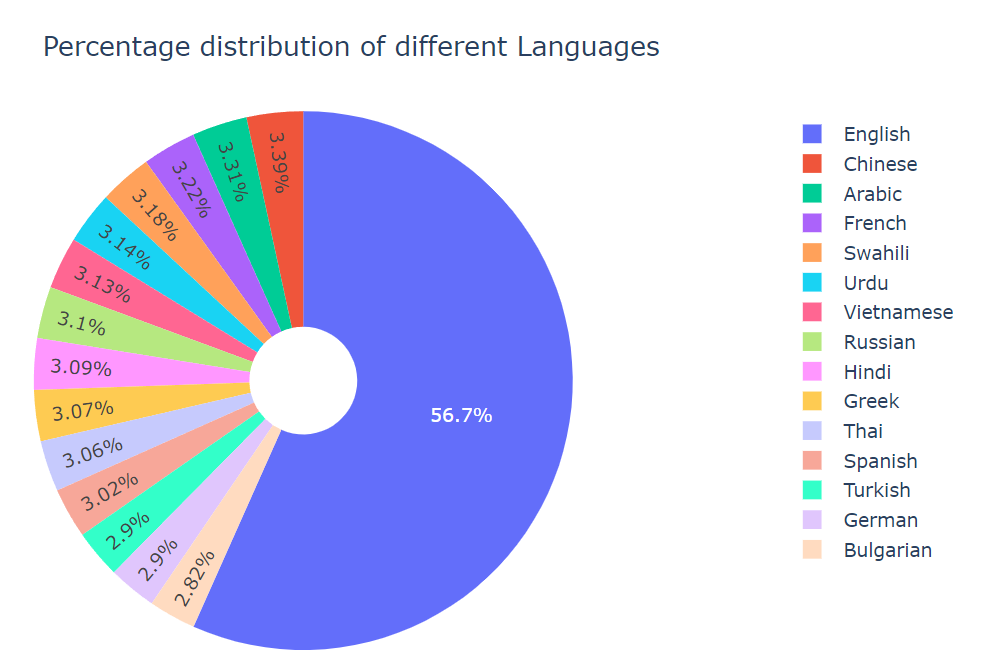 Percentage distribution of different Languages
3.39%
3.31%
3.22%
3.18%
3.14%
3.13%
3.1%
3.09%
3.07%
3.06%
3.02%
2.9%
2.9%
2.82%
56.7%
English
Chinese
Arabic
French
Swahili
Urdu
Vietnamese
Russian
Hindi
Greek
Thai
Spanish
Turkish
German
Bulgarian